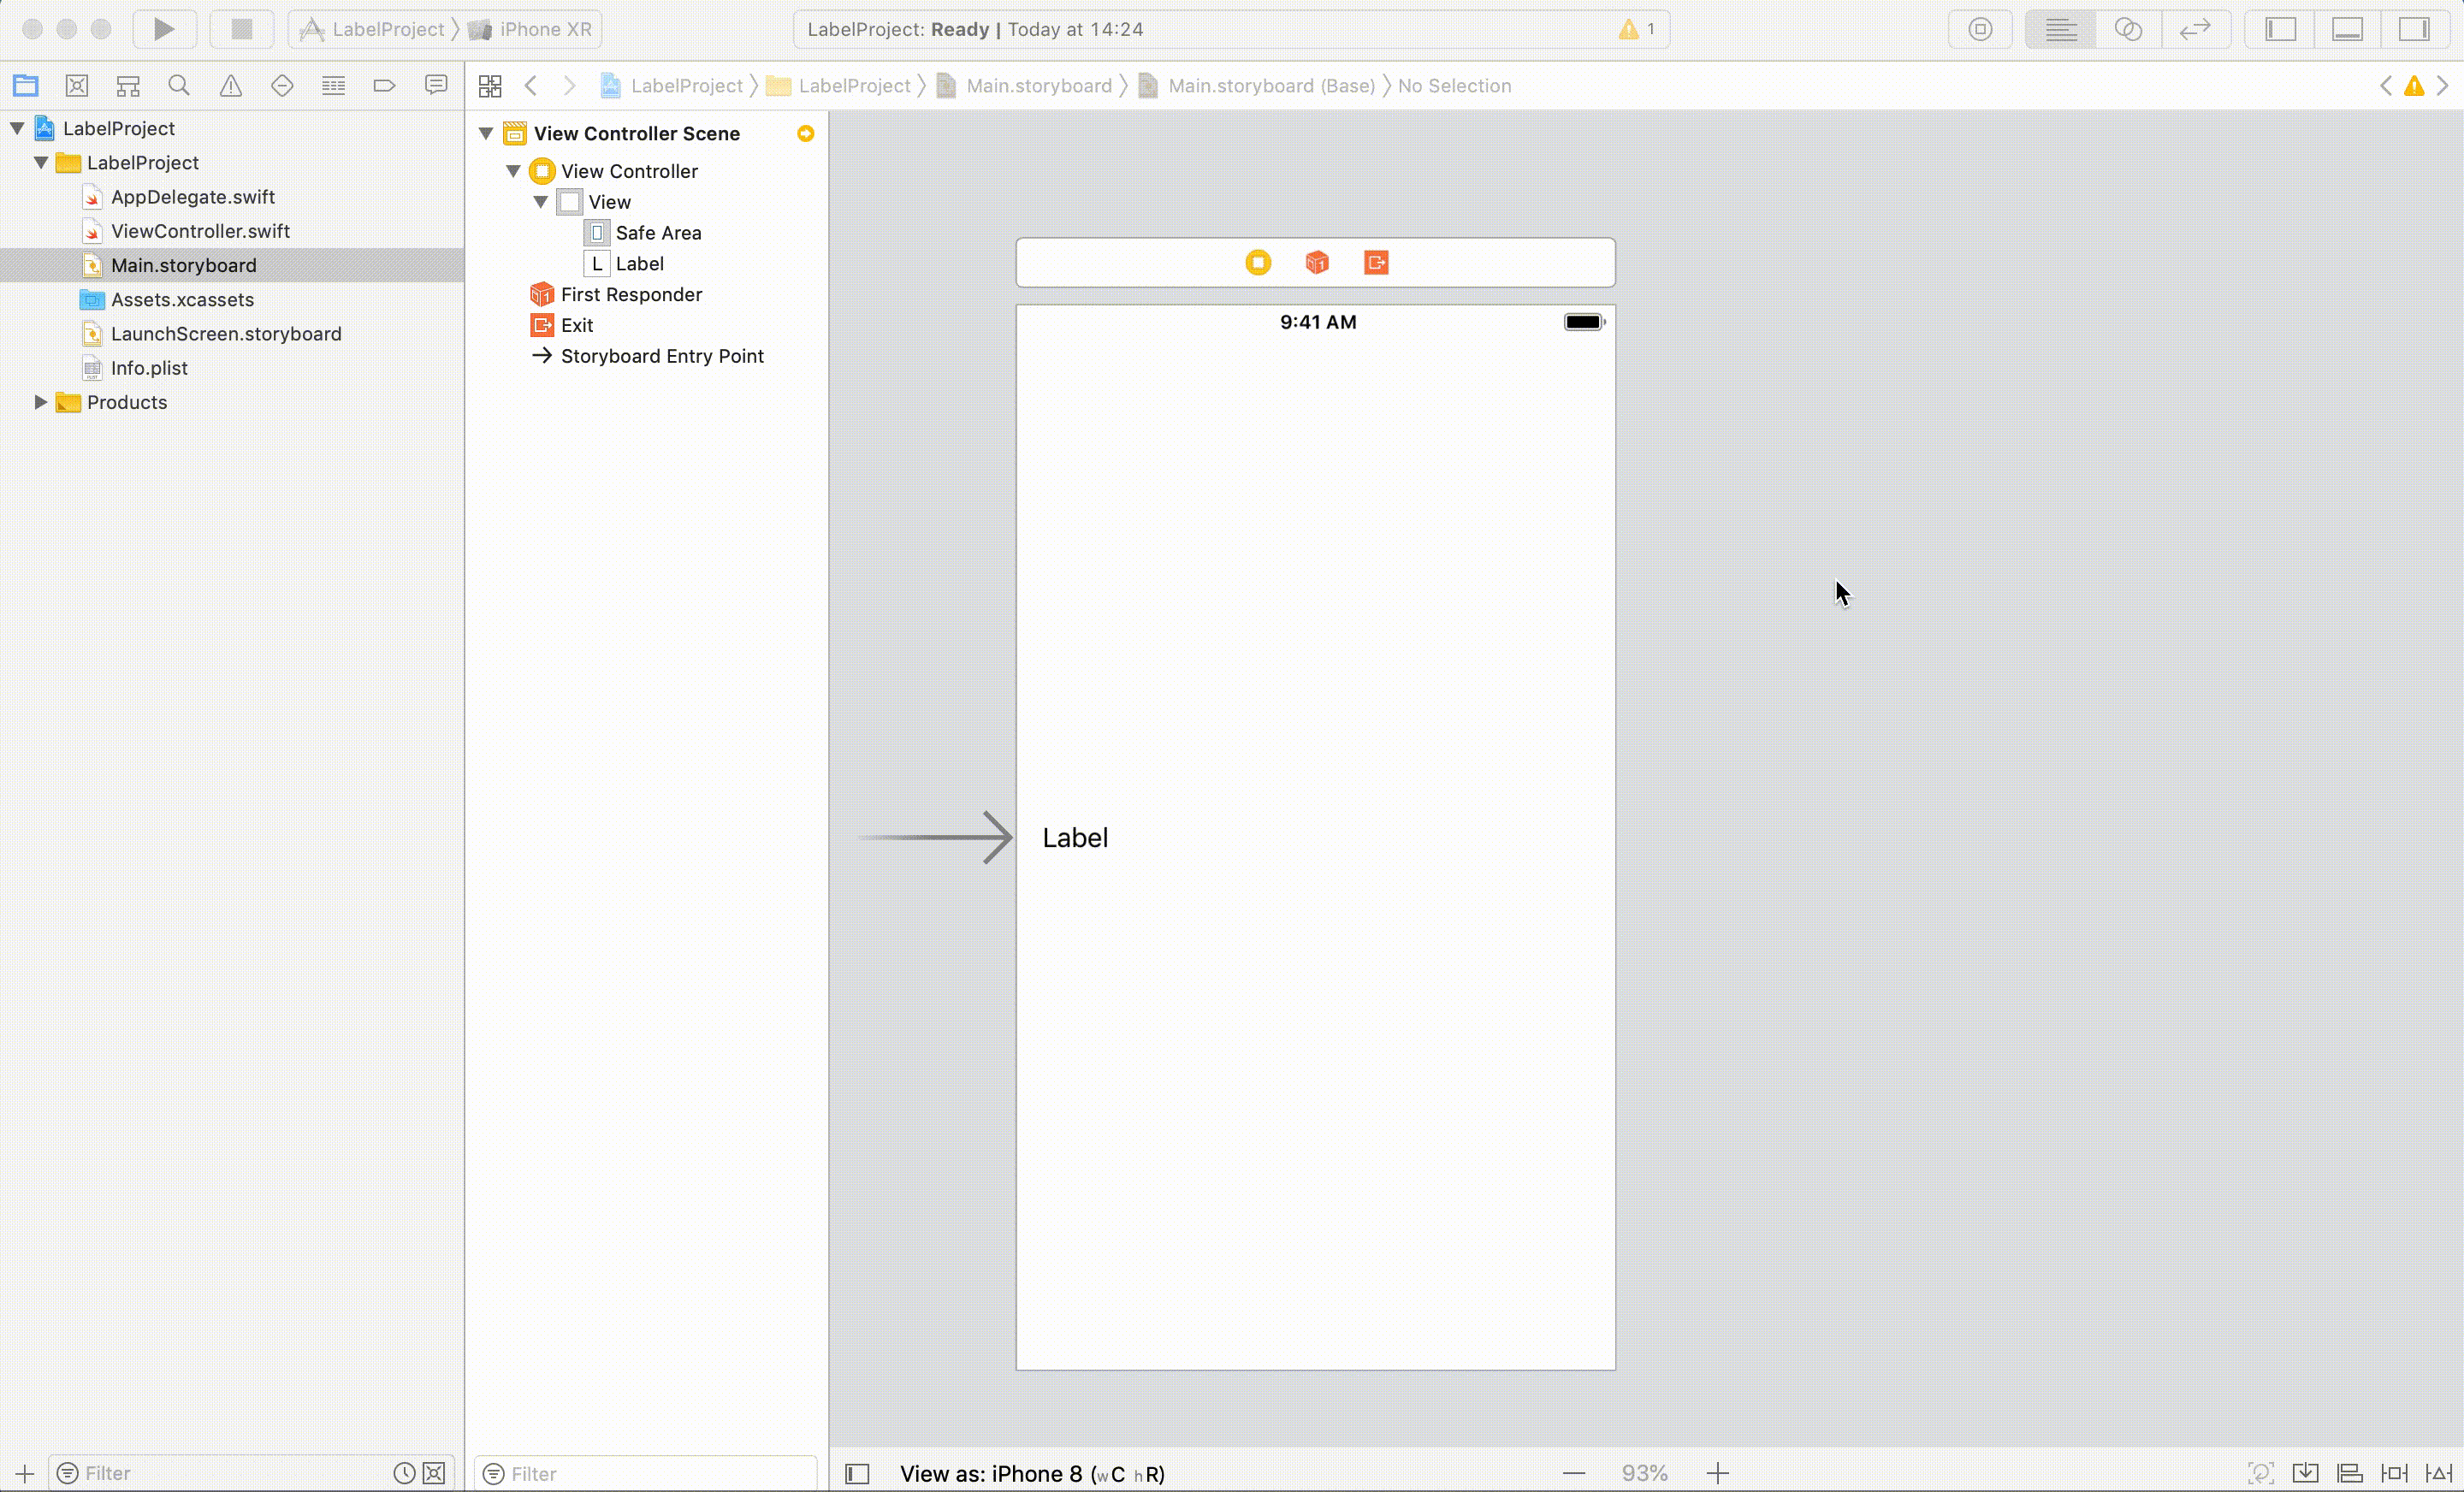 LabelProject 〉 iPhone XR
LabelProject: Ready | Today at 14:24
1
LabelProject 〉 LabelProject 〉 Main.storyboard 〉 Main.storyboard (Base) 〉 No Selection
LabelProject
LabelProject
AppDelegate.swift
ViewController.swift
Main.storyboard
Assets.xcassets
LaunchScreen.storyboard
Info.plist
Products
View Controller Scene
View Controller
View
Safe Area
L Label
First Responder
Exit
Storyboard Entry Point
9:41 AM
Label
Filter
Filter
View as: iPhone 8 (wC hR)
93%